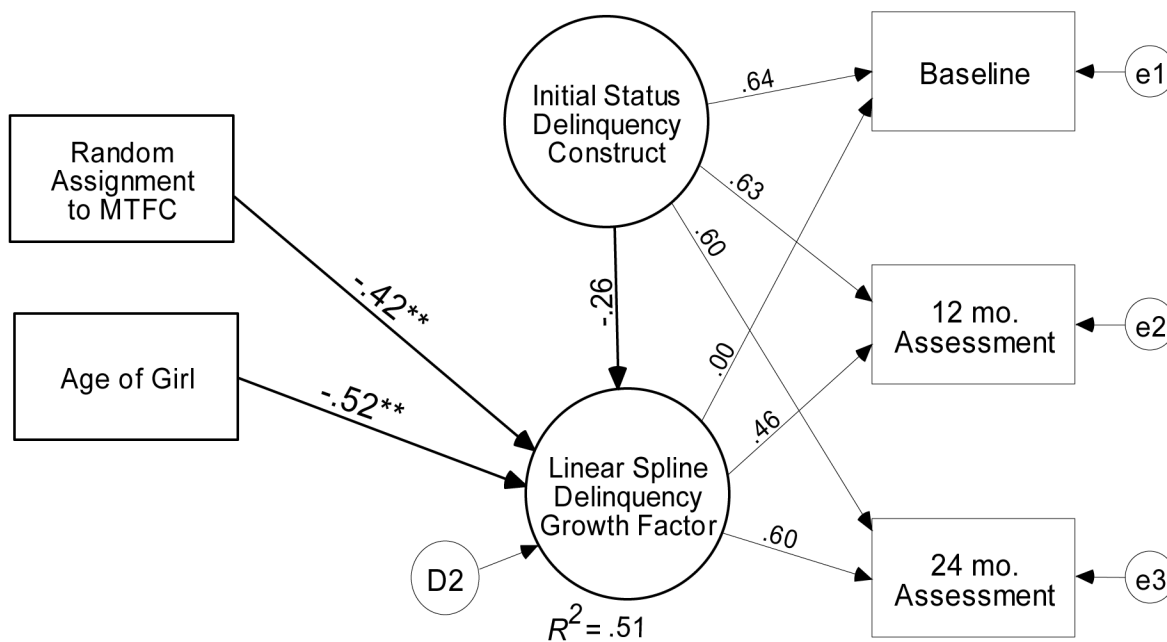 Random
Assignment
to MTFC
Age of Girl
-.42**
-.52**
Initial Status
Delinquency
Construct
-.26
Linear Spline
Delinquency
Growth Factor
D2
R² = .51
.64
.63
.60
.00
.46
.60
Baseline
e1
12 mo.
Assessment
e2
24 mo.
Assessment
e3